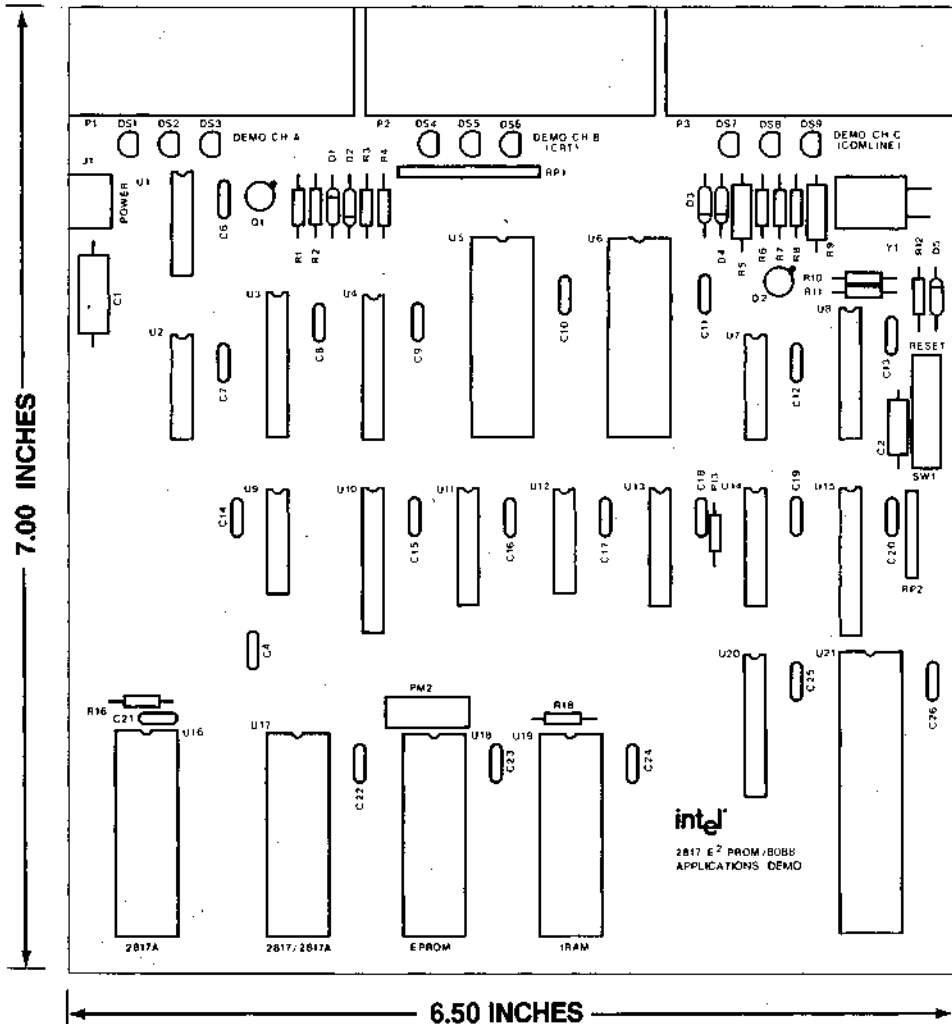 P1 DS1 DS2 DS3 DEMO CH A
P2 DS4 DS5 DS6 DEMO CH B
(CRT)
P3 DS7 DS8 DS9 DEMO CH C
(COMLINE)
J1
POWER
U1
C6
Q1
D1 D2 R3 R4
R1 R2
RP1
D3
D4 R5 R6 R7 R8 R9
Y1
R12 D5
C1
U5
U6
R10
R11
U3
C8
U4
C9
C10
C11
U7
U8
C13
RESET
U2
C7
C12
C2
SW1
C14
U9
U10
C15
U11
C16
U12
C17
U13
C18
R13
U14
C19
U15
C20
RP2
C4
U20
C25
U21
C26
R16
C21
U16
U17
C22
PM2
U18
C23
U19
R18
C24
intel
2817 E2 PROM/8088
APPLICATIONS DEMO
2817A
2817/2817A
EPROM
IRAM
7.00 INCHES
6.50 INCHES